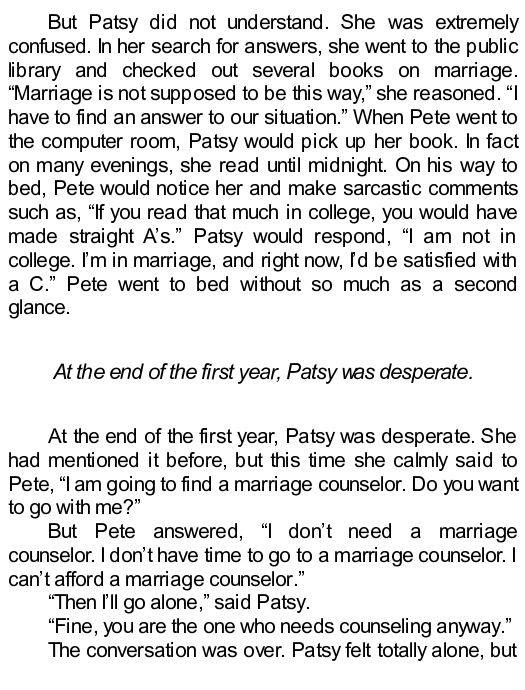 But Patsy did not understand. She was extremely
confused. In her search for answers, she went to the public
library and checked out several books on marriage.
“Marriage is not supposed to be this way,” she reasoned. “I
have to find an answer to our situation.” When Pete went to
the computer room, Patsy would pick up her book. In fact
on many evenings, she read until midnight. On his way to
bed, Pete would notice her and make sarcastic comments
such as, “If you read that much in college, you would have
made straight A’s.” Patsy would respond, “I am not in
college. I’m in marriage, and right now, I’d be satisfied with
a C.” Pete went to bed without so much as a second
glance.
At the end of the first year, Patsy was desperate.
At the end of the first year, Patsy was desperate. She
had mentioned it before, but this time she calmly said to
Pete, “I am going to find a marriage counselor. Do you want
to go with me?”
But Pete answered, “I don’t need a marriage
counselor. I don’t have time to go to a marriage counselor. I
can’t afford a marriage counselor.”
“Then I’ll go alone,” said Patsy.
“Fine, you are the one who needs counseling anyway.”
The conversation was over. Patsy felt totally alone, but